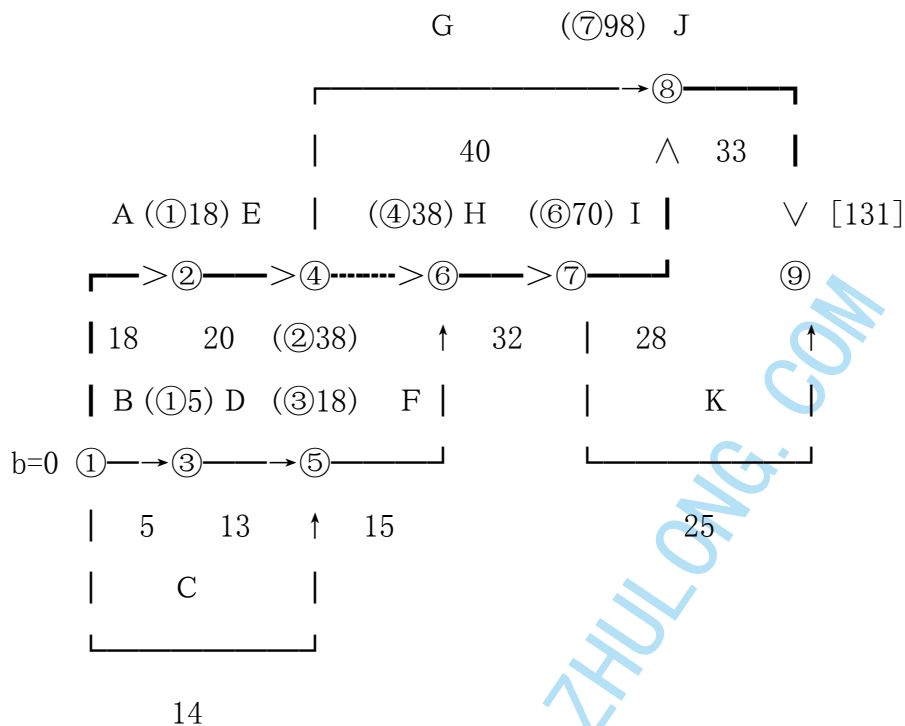 G (⑦98) J
⑧
40 33
A (①18) E (④38) H (⑥70) I [131]
② ④ ⑥ ⑦ ⑨
18 20 (②38) 32 28
B (①5) D (③18) F K
b=0 ① ③ ⑤
5 13 15 25
C
14
ZHULONG.COM